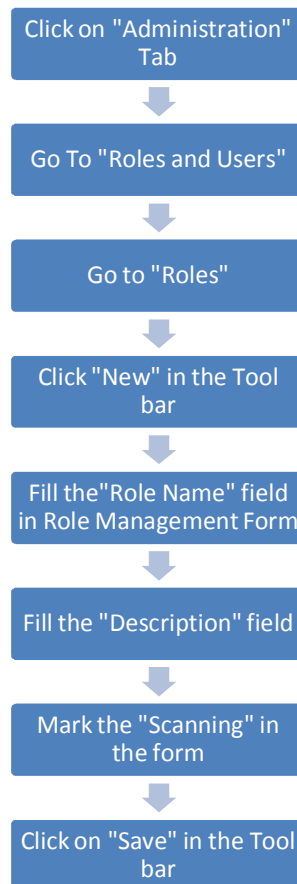 Click on "Administration"
Tab
Go To "Roles and Users"
Go to "Roles"
Click "New" in the Tool
bar
Fill the"Role Name" field
in Role Management Form
Fill the "Description" field
Mark the "Scanning" in
the form
Click on "Save" in the Tool
bar